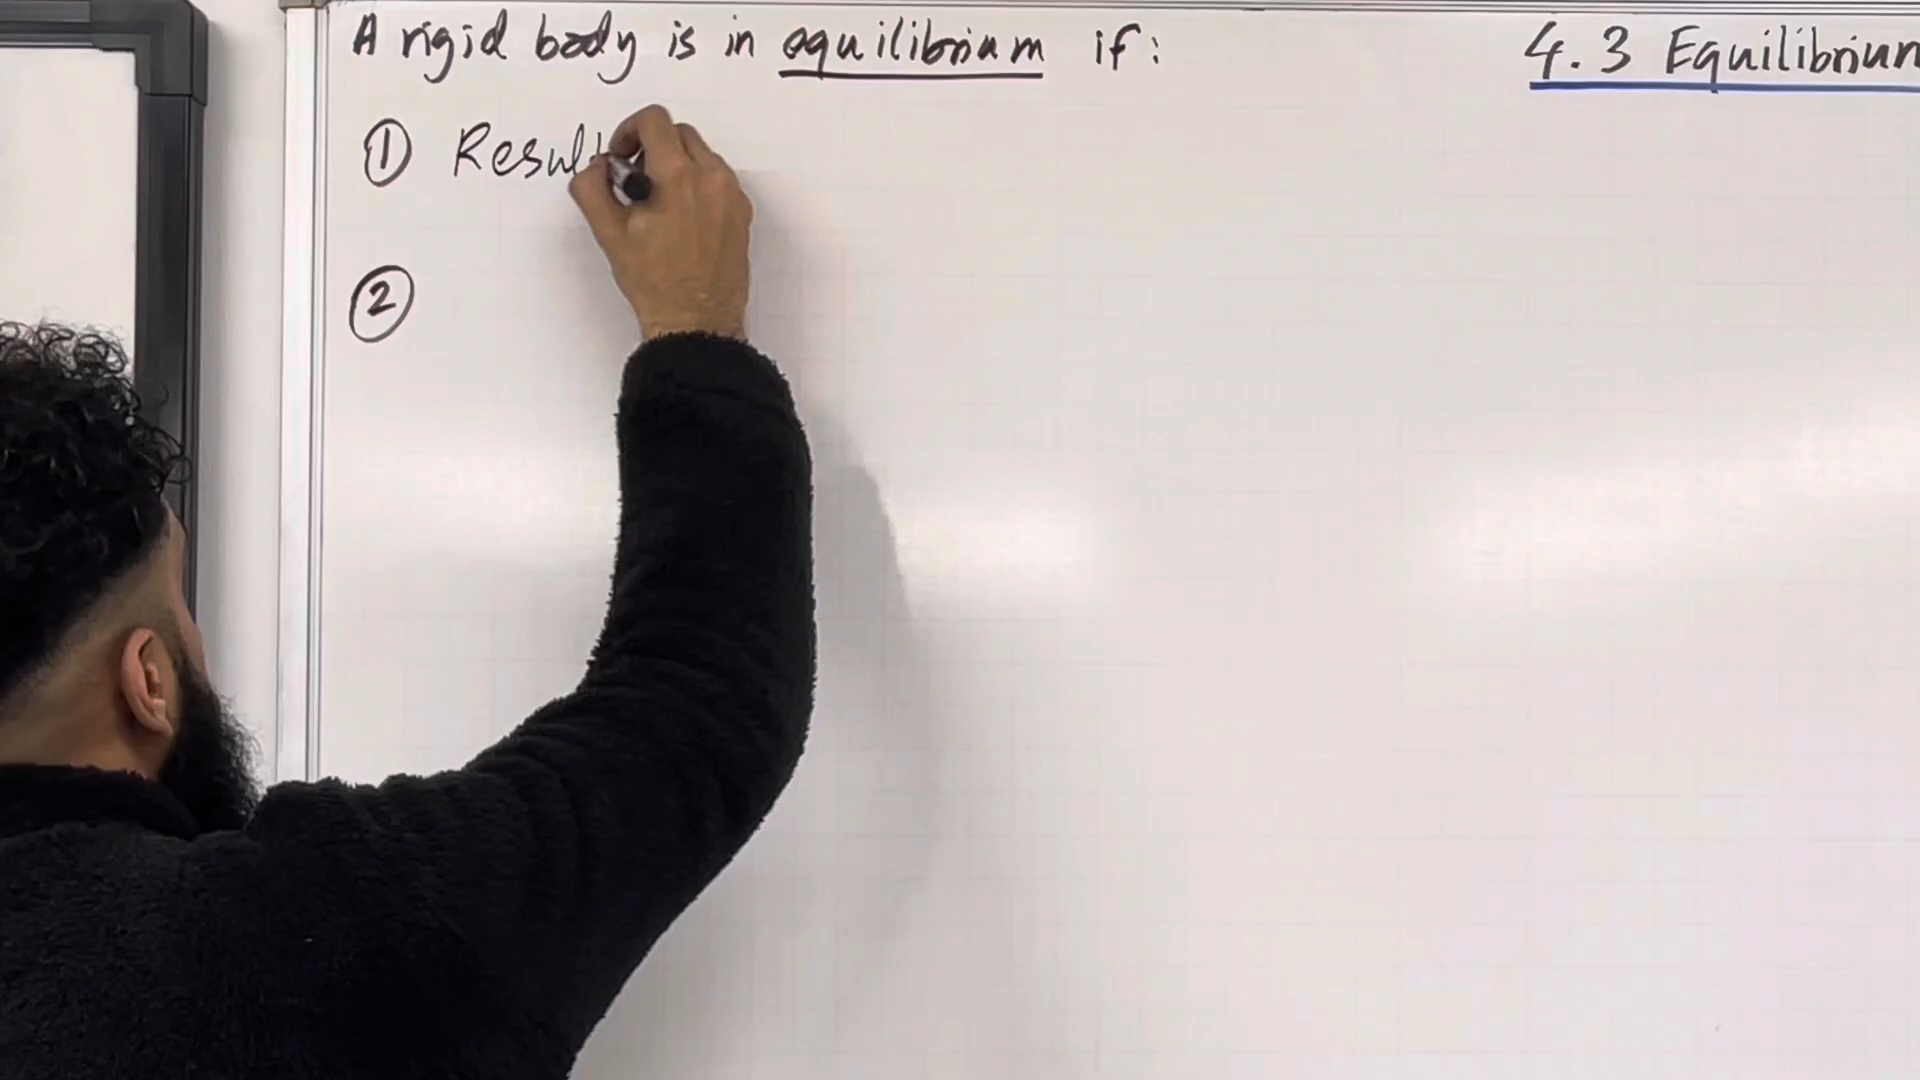 A rigid body is in equilibrium if:
4.3 Equilibrium
① Result
②